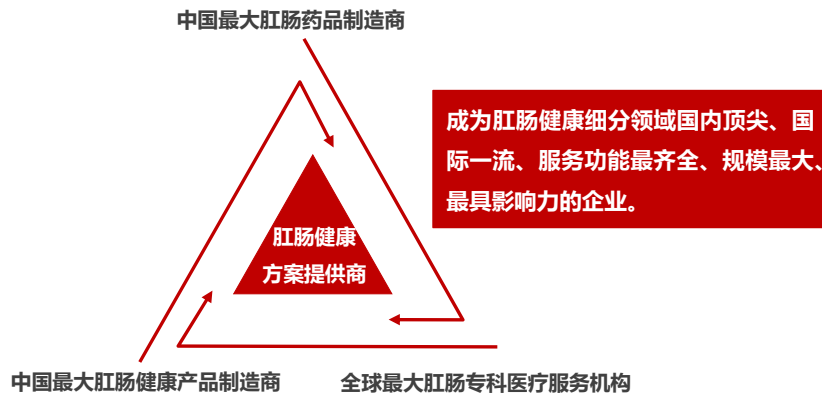 中国最大肛肠药品制造商
成为肛肠健康细分领域国内顶尖、国
际一流、服务功能最齐全、规模最大、
最具影响力的企业。
肛肠健康
方案提供商
中国最大肛肠健康产品制造商
全球最大肛肠专科医疗服务机构